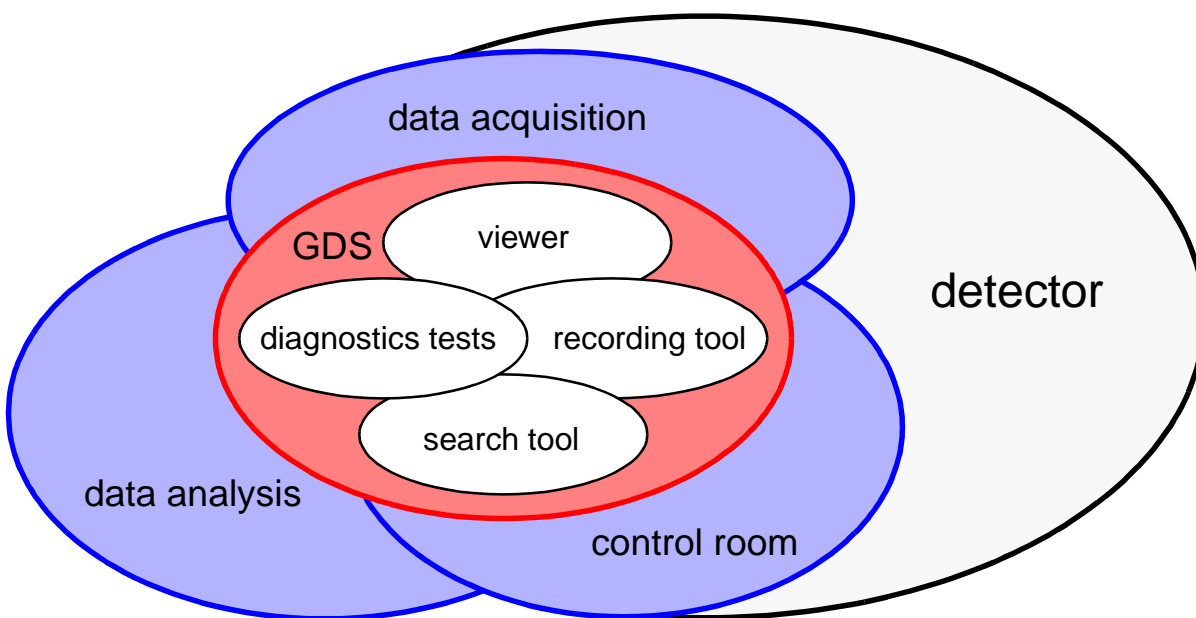 data acquisition
GDS
viewer
detector
diagnostics tests
recording tool
search tool
data analysis
control room